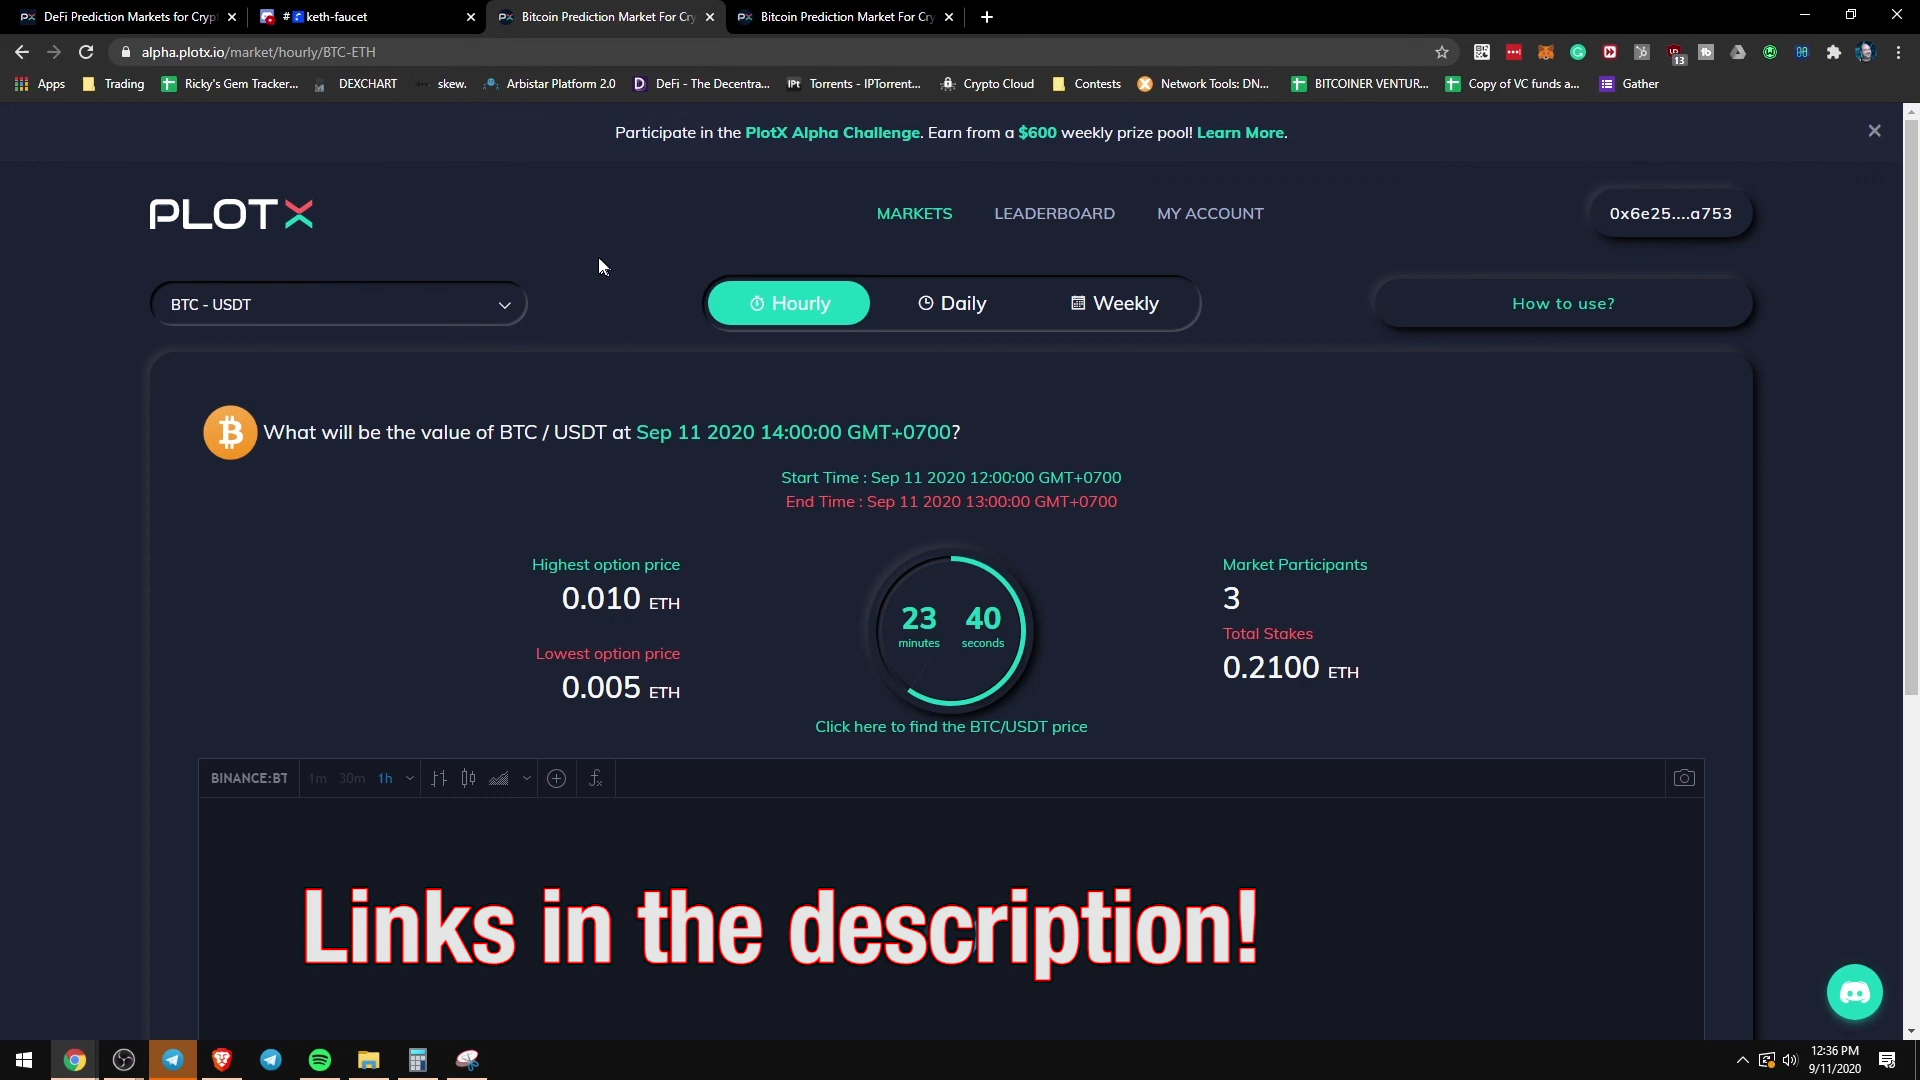 DeFi Prediction Markets for Cryp
# keth-faucet
Bitcoin Prediction Market For Cry
Bitcoin Prediction Market For Cry
alpha.plotx.io/market/hourly/BTC-ETH
13
Apps
Trading
Ricky's Gem Tracker...
DEXCHART
skew.
Arbistar Platform 2.0
DeFi - The Decentra...
Torrents - IPTorrent...
Crypto Cloud
Contests
Network Tools: DN...
BITCOINER VENTUR...
Copy of VC funds a...
Gather
Participate in the PlotX Alpha Challenge. Earn from a $600 weekly prize pool! Learn More.
PLOTX
MARKETS
LEADERBOARD
MY ACCOUNT
0x6e25....a753
BTC - USDT
Hourly
Daily
Weekly
How to use?
What will be the value of BTC / USDT at Sep 11 2020 14:00:00 GMT+0700?
Start Time : Sep 11 2020 12:00:00 GMT+0700
End Time : Sep 11 2020 13:00:00 GMT+0700
Highest option price
0.010 ETH
Lowest option price
0.005 ETH
23 minutes
40 seconds
Market Participants
3
Total Stakes
0.2100 ETH
Click here to find the BTC/USDT price
BINANCE:BT
1m
30m
1h
Links in the description!
12:36 PM
9/11/2020